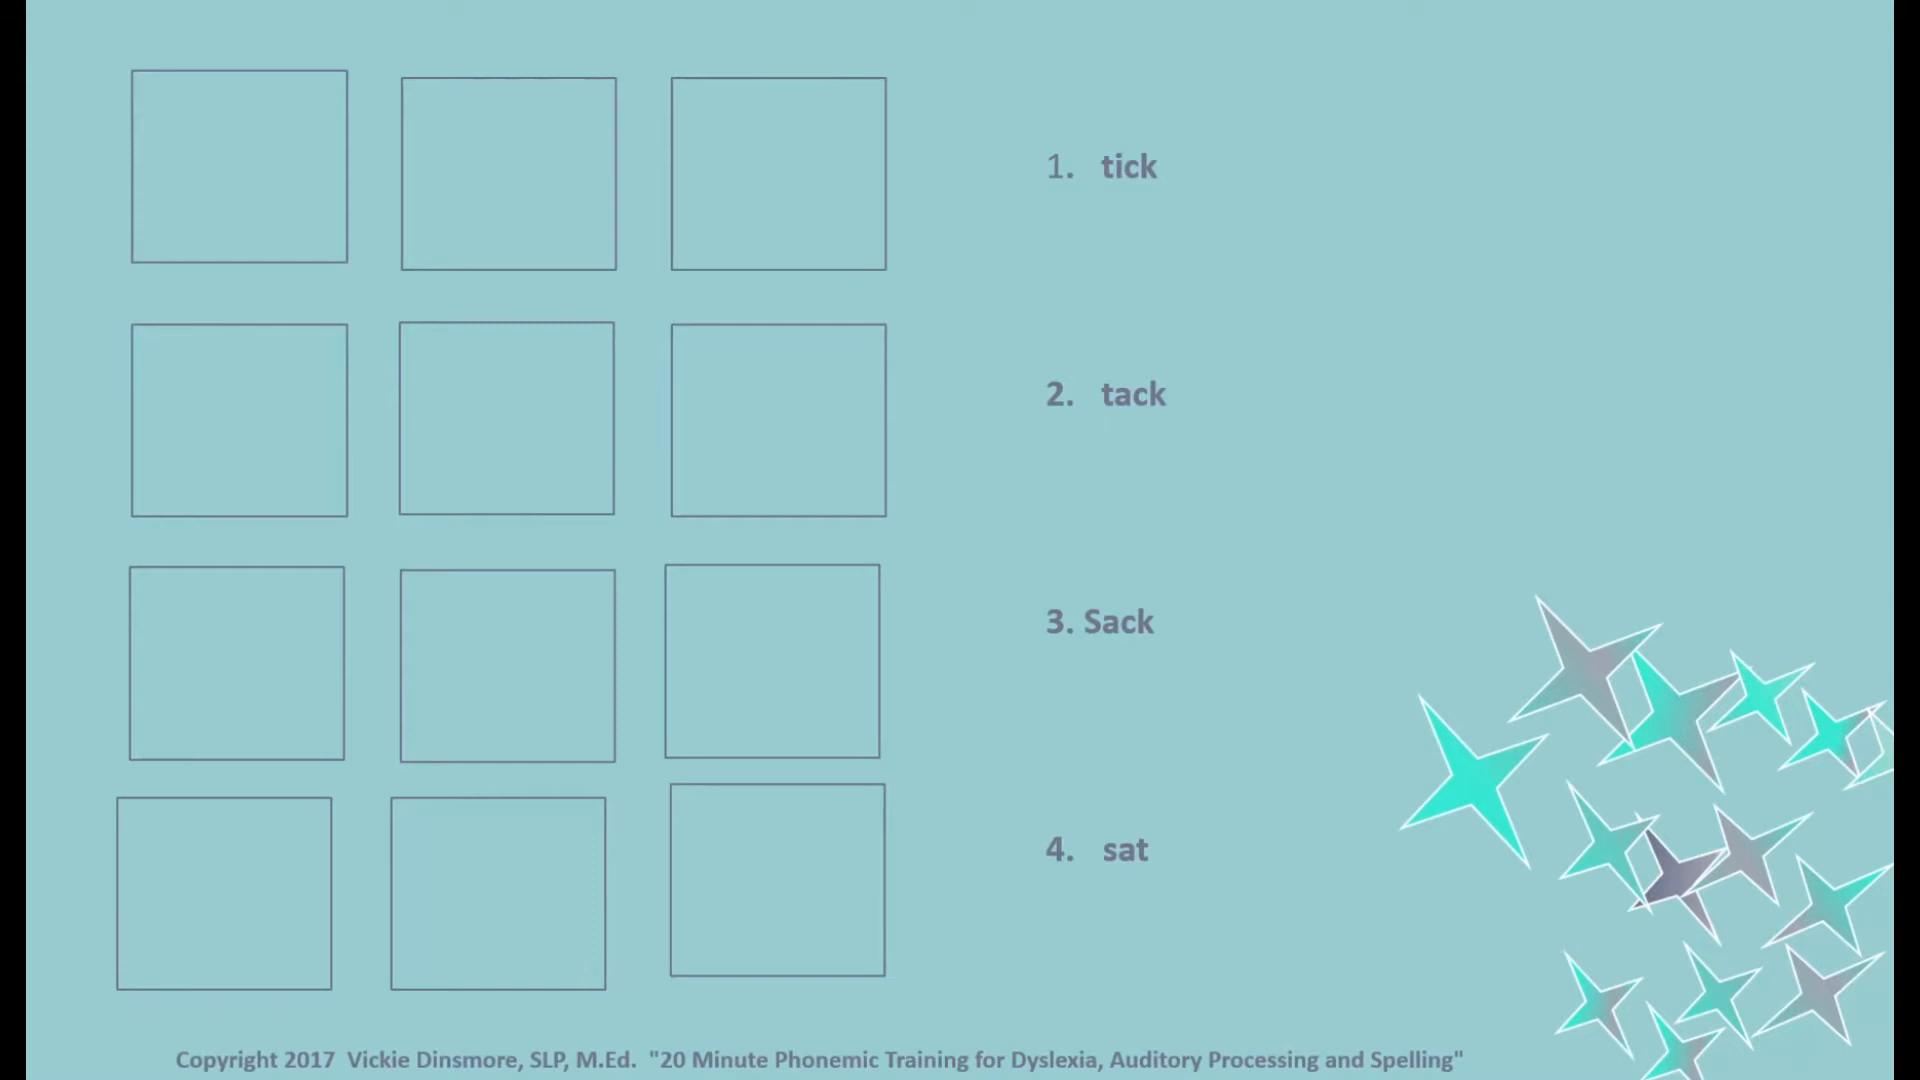 1. tick
2. tack
3. Sack
4. sat
Copyright 2017 Vickie Dinsmore, SLP, M.Ed. "20 Minute Phonemic Training for Dyslexia, Auditory Processing and Spelling"